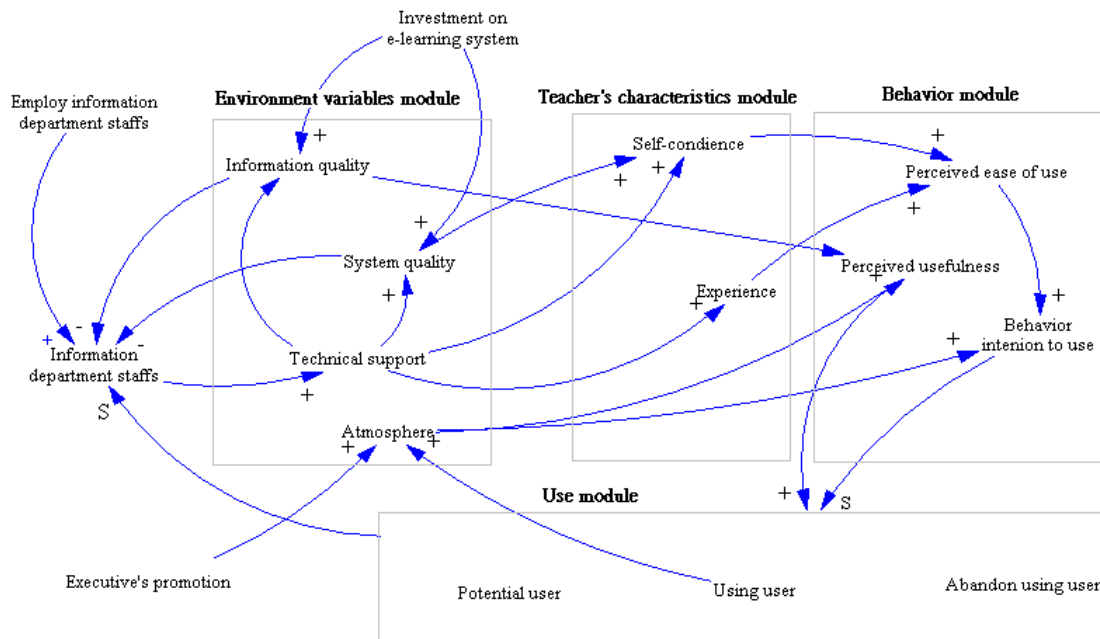 Investment on
e-learning system
Employ information
department staffs
Environment variables module
Teacher's characteristics module
Behavior module
+
+
Self-condience
Information quality
+
+
Perceived ease of use
+
+
System quality
Perceived usefulness
+
+
Experience
+
+
-
+
Information
-
department staffs
Technical support
+
Behavior
intenion to use
+
S
Atmosphere
+
+
Use module
+
S
Executive's promotion
Potential user
Using user
Abandon using user